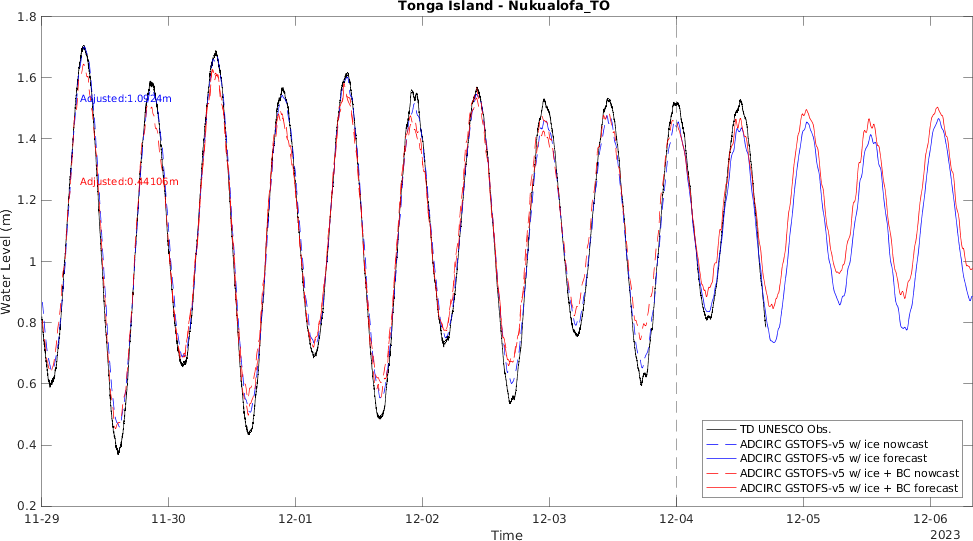 Tonga Island - Nukualofa_TO
1.8
1.6
1.4
1.2
1
0.8
0.6
0.4
0.2
Water Level (m)
Adjusted:1.0924m
Adjusted:0.44106m
TD UNESCO Obs.
ADCIRC GSTOFS-v5 w/ ice nowcast
ADCIRC GSTOFS-v5 w/ ice forecast
ADCIRC GSTOFS-v5 w/ ice + BC nowcast
ADCIRC GSTOFS-v5 w/ ice + BC forecast
11-29 11-30 12-01 12-02 12-03 12-04 12-05 12-06
Time
2023